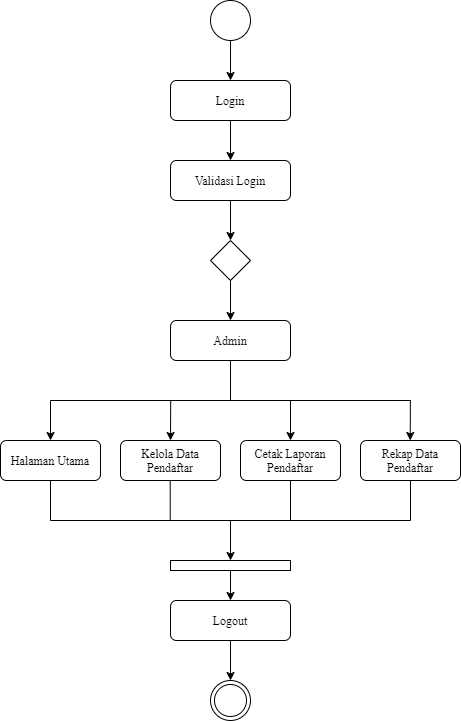 Login
Validasi Login
Admin
Halaman Utama
Kelola Data
Pendaftar
Cetak Laporan
Pendaftar
Rekap Data
Pendaftar
Logout